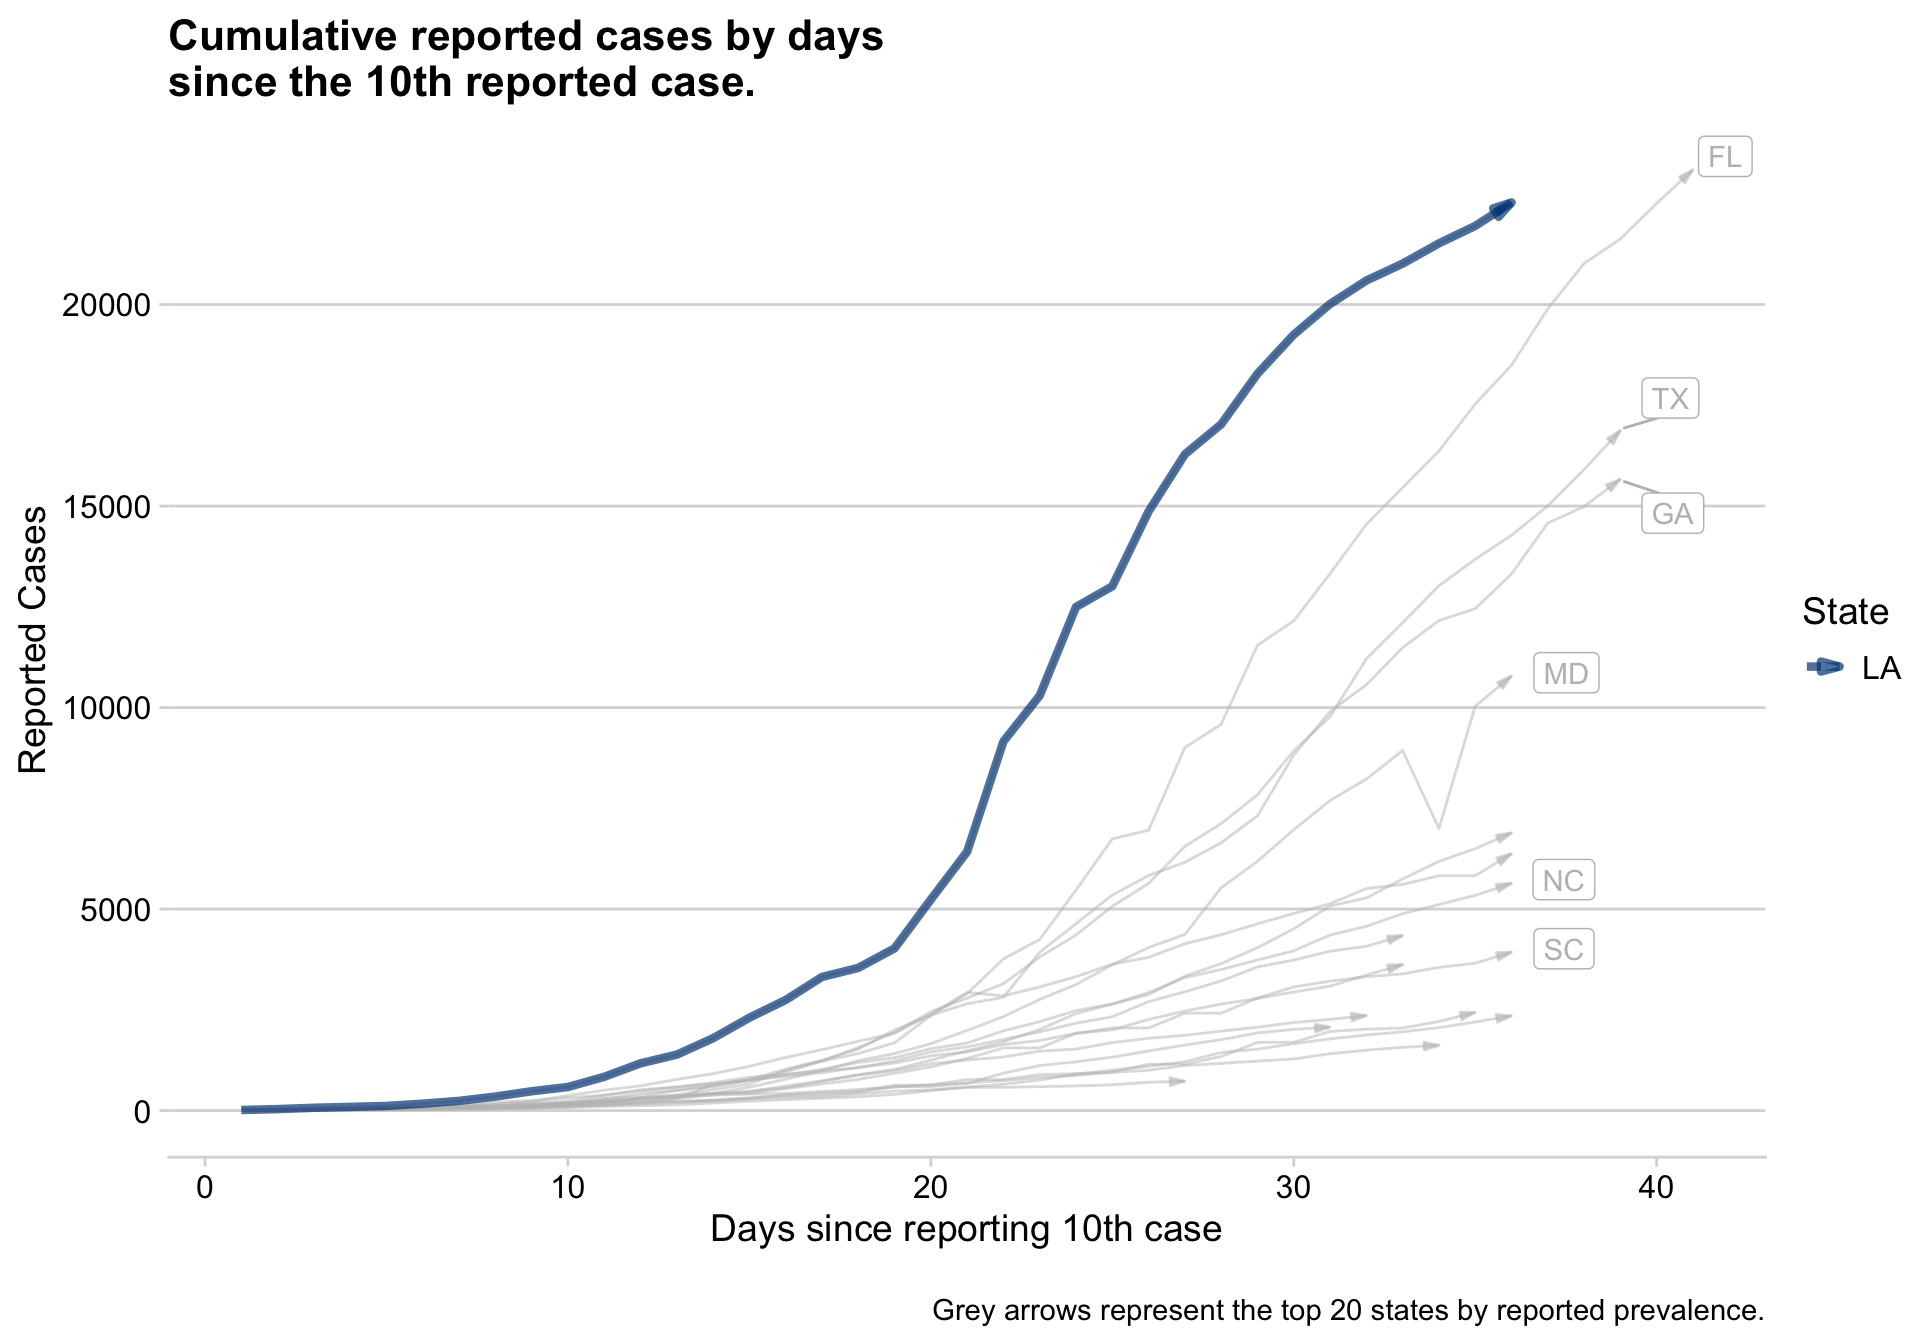 Cumulative reported cases by days
since the 10th reported case.
FL
20000
TX
15000
GA
Reported Cases
State
LA
MD
10000
NC
5000
SC
0
0 10 20 30 40
Days since reporting 10th case
Grey arrows represent the top 20 states by reported prevalence.